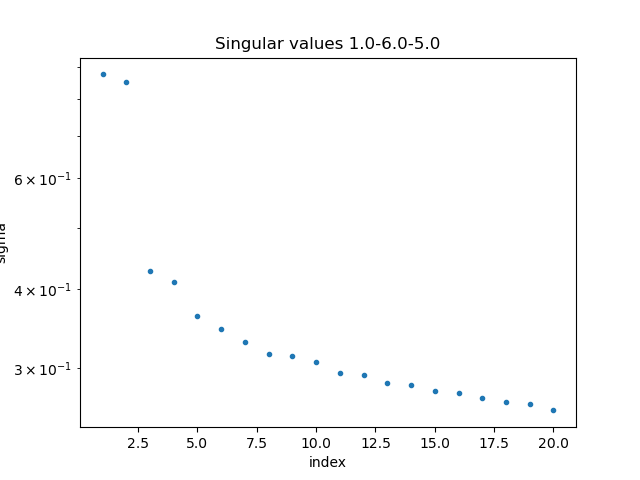 Singular values 1.0-6.0-5.0
6 × 10⁻¹
4 × 10⁻¹
3 × 10⁻¹
sigma
2.5 5.0 7.5 10.0 12.5 15.0 17.5 20.0
index